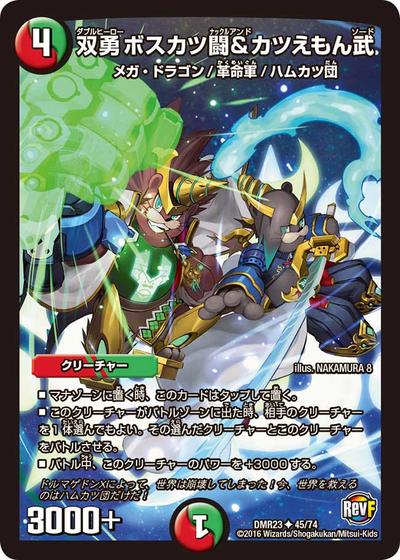 4
ダブルヒーロー ナックルアンド ソード
双勇 ボスカツ闘&カツえもん武
かくめいぐん だん
メガ・ドラゴン / 革命軍 / ハムカツ団
illus. NAKAMURA 8
クリーチャー
■ マナゾーンに置く時、このカードはタップして置く。
■ このクリーチャーがバトルゾーンに出た時、相手のクリーチャー
を1体選んでもよい。その選んだクリーチャーとこのクリーチャー
をバトルさせる。
■ バトル中、このクリーチャーのパワーを+3000する。
ドルマゲドンXによって、世界は崩壊してしまった!今、世界を救える
のはハムカツ団だけだ!
RevF
3000+
1
DMR23 45/74
©2016 Wizards/Shogakukan/Mitsui-Kids